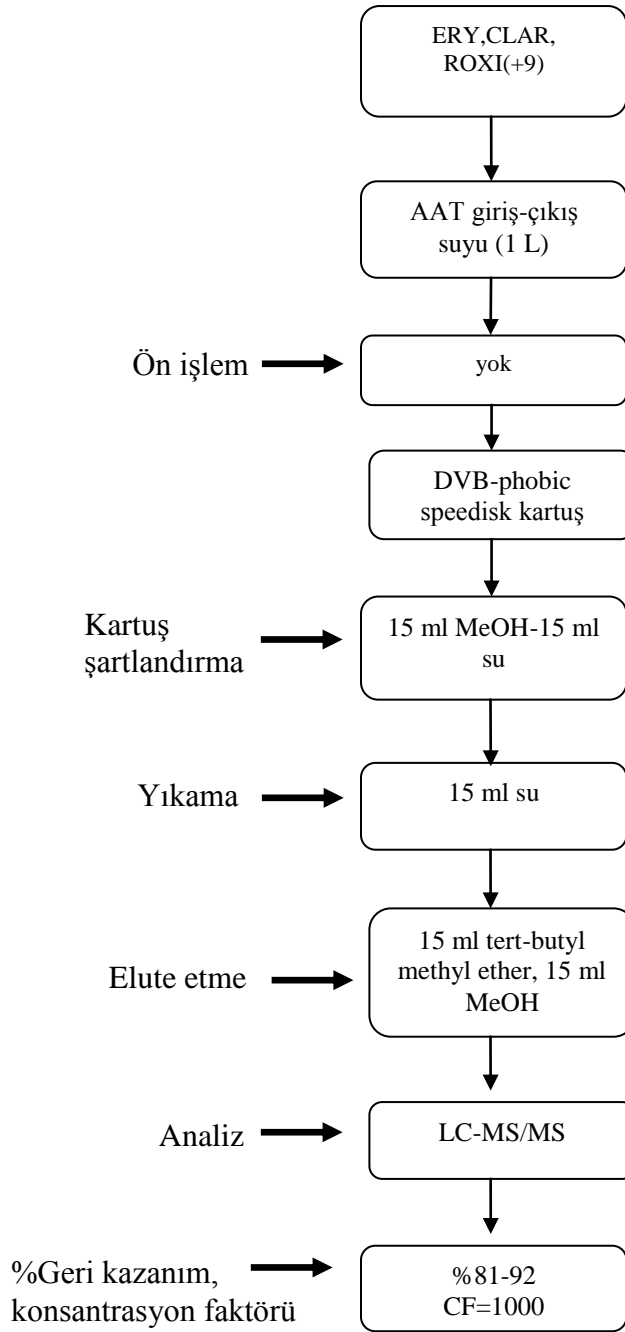 ERY,CLAR,
ROXI(+9)
AAT giriş-çıkış
suyu (1 L)
Ön işlem
yok
DVB-phobic
speedisk kartuş
Kartuş
şartlandırma
15 ml MeOH-15 ml
su
Yıkama
15 ml su
Elute etme
15 ml tert-butyl
methyl ether, 15 ml
MeOH
Analiz
LC-MS/MS
%Geri kazanım,
konsantrasyon faktörü
%81-92
CF=1000